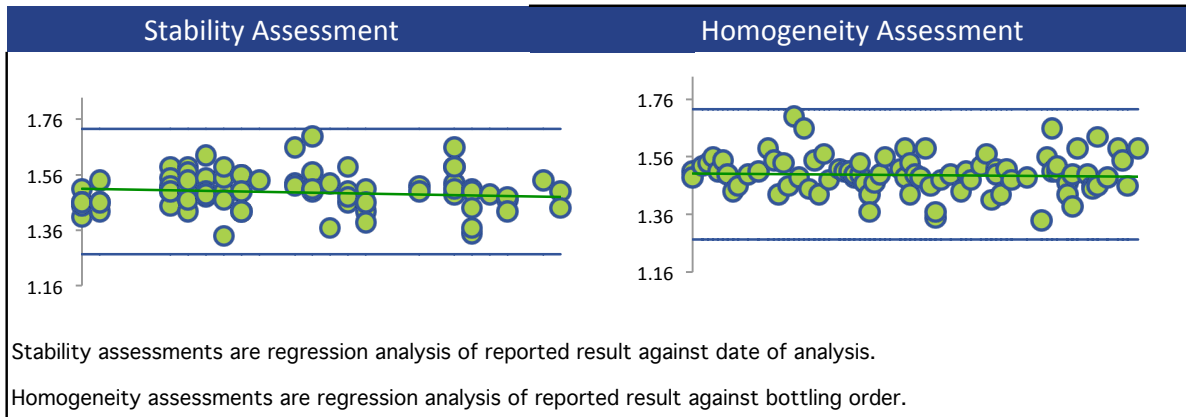 Stability Assessment
Homogeneity Assessment
1.76
1.56
1.36
1.16
1.76
1.56
1.36
1.16
Stability assessments are regression analysis of reported result against date of analysis.
Homogeneity assessments are regression analysis of reported result against bottling order.